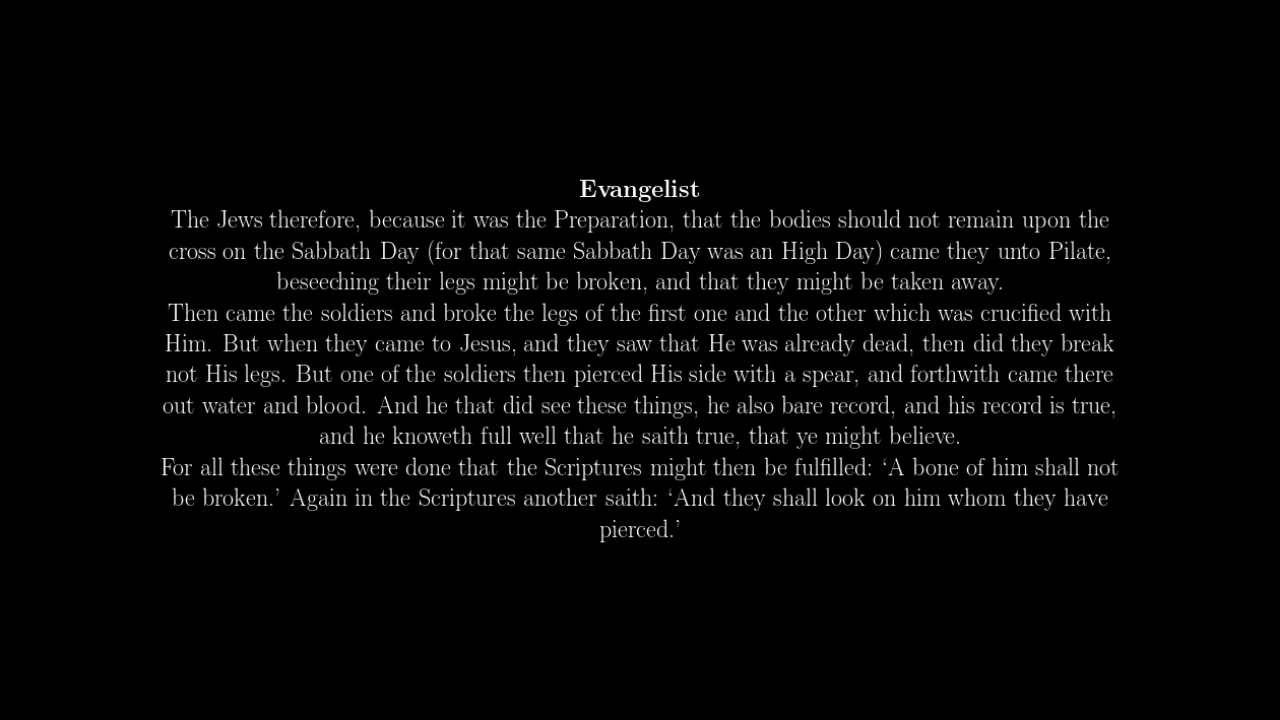 Evangelist
The Jews therefore, because it was the Preparation, that the bodies should not remain upon the
cross on the Sabbath Day (for that same Sabbath Day was an High Day) came they unto Pilate,
beseeching their legs might be broken, and that they might be taken away.
Then came the soldiers and broke the legs of the first one and the other which was crucified with
Him. But when they came to Jesus, and they saw that He was already dead, then did they break
not His legs. But one of the soldiers then pierced His side with a spear, and forthwith came there
out water and blood. And he that did see these things, he also bare record, and his record is true,
and he knoweth full well that he saith true, that ye might believe.
For all these things were done that the Scriptures might then be fulfilled: ‘A bone of him shall not
be broken.’ Again in the Scriptures another saith: ‘And they shall look on him whom they have
pierced.’